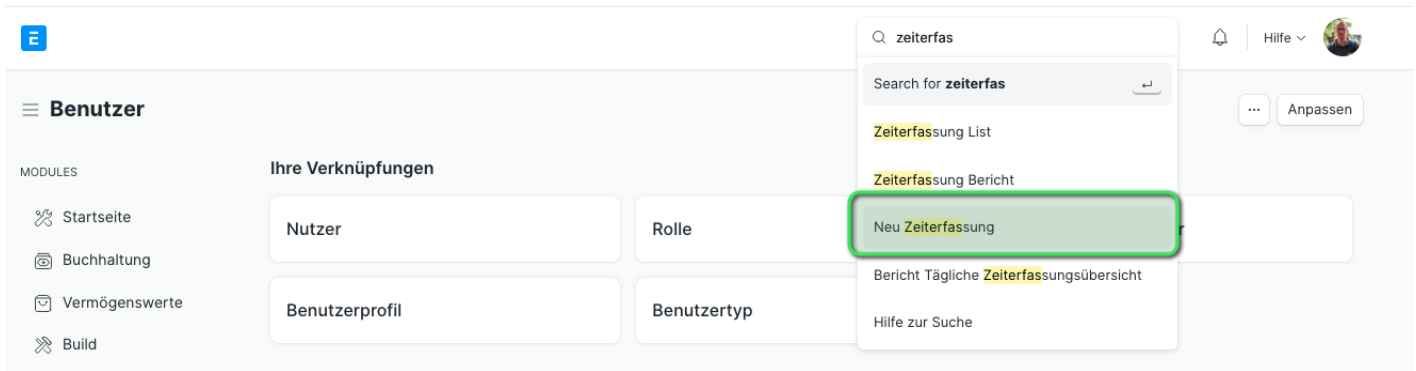 E
zeiterfas
Hilfe
Search for zeiterfas
Benutzer
Anpassen
Zeiterfassung List
MODULES
Ihre Verknüpfungen
Zeiterfassung Bericht
Startseite
Nutzer
Rolle
Neu Zeiterfassung
r
Buchhaltung
Bericht Tägliche Zeiterfassungsübersicht
Vermögenswerte
Benutzerprofil
Benutzertyp
Hilfe zur Suche
Build